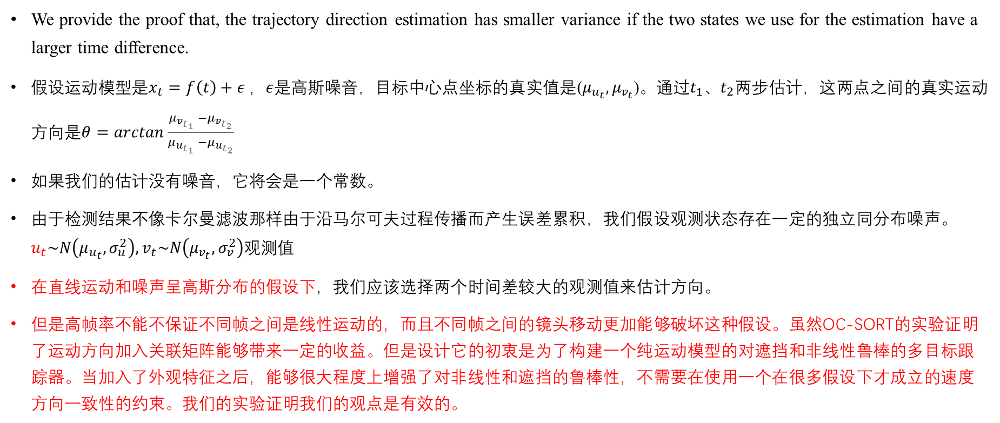 • We provide the proof that, the trajectory direction estimation has smaller variance if the two states we use for the estimation have a
larger time difference.
• 假设运动模型是$x_t = f(t) + \epsilon$ ，$\epsilon$是高斯噪音，目标中心点坐标的真实值是$(\mu_{u_t}, \mu_{v_t})$。通过$t_1$、$t_2$两步估计，这两点之间的真实运动
方向是$\theta = arctan \frac{\mu_{v_{t_1}} - \mu_{v_{t_2}}}{\mu_{u_{t_1}} - \mu_{u_{t_2}}}$
• 如果我们的估计没有噪音，它将会是一个常数。
• 由于检测结果不像卡尔曼滤波那样由于沿马尔可夫过程传播而产生误差累积，我们假设观测状态存在一定的独立同分布噪声。
$u_t \sim N(\mu_{u_t}, \sigma_u^2), v_t \sim N(\mu_{v_t}, \sigma_v^2)$观测值
• 在直线运动和噪声呈高斯分布的假设下，我们应该选择两个时间差较大的观测值来估计方向。
• 但是高帧率不能不保证不同帧之间是线性运动的，而且不同帧之间的镜头移动更加能够破坏这种假设。虽然OC-SORT的实验证明
了运动方向加入关联矩阵能够带来一定的收益。但是设计它的初衷是为了构建一个纯运动模型的对遮挡和非线性鲁棒的多目标跟
踪器。当加入了外观特征之后，能够很大程度上增强了对非线性和遮挡的鲁棒性，不需要在使用一个在很多假设下才成立的速度
方向一致性的约束。我们的实验证明我们的观点是有效的。